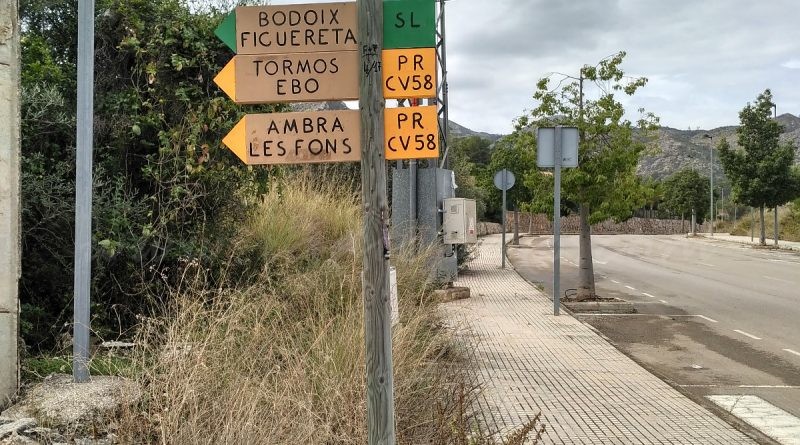 BODOIX SL
FIGUERETA
TORMOS PR
EBO CV58
AMBRA PR
LES FONS CV58